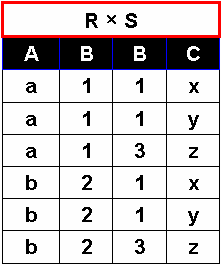 R × S
A B B C
a 1 1 x
a 1 1 y
a 1 3 z
b 2 1 x
b 2 1 y
b 2 3 z